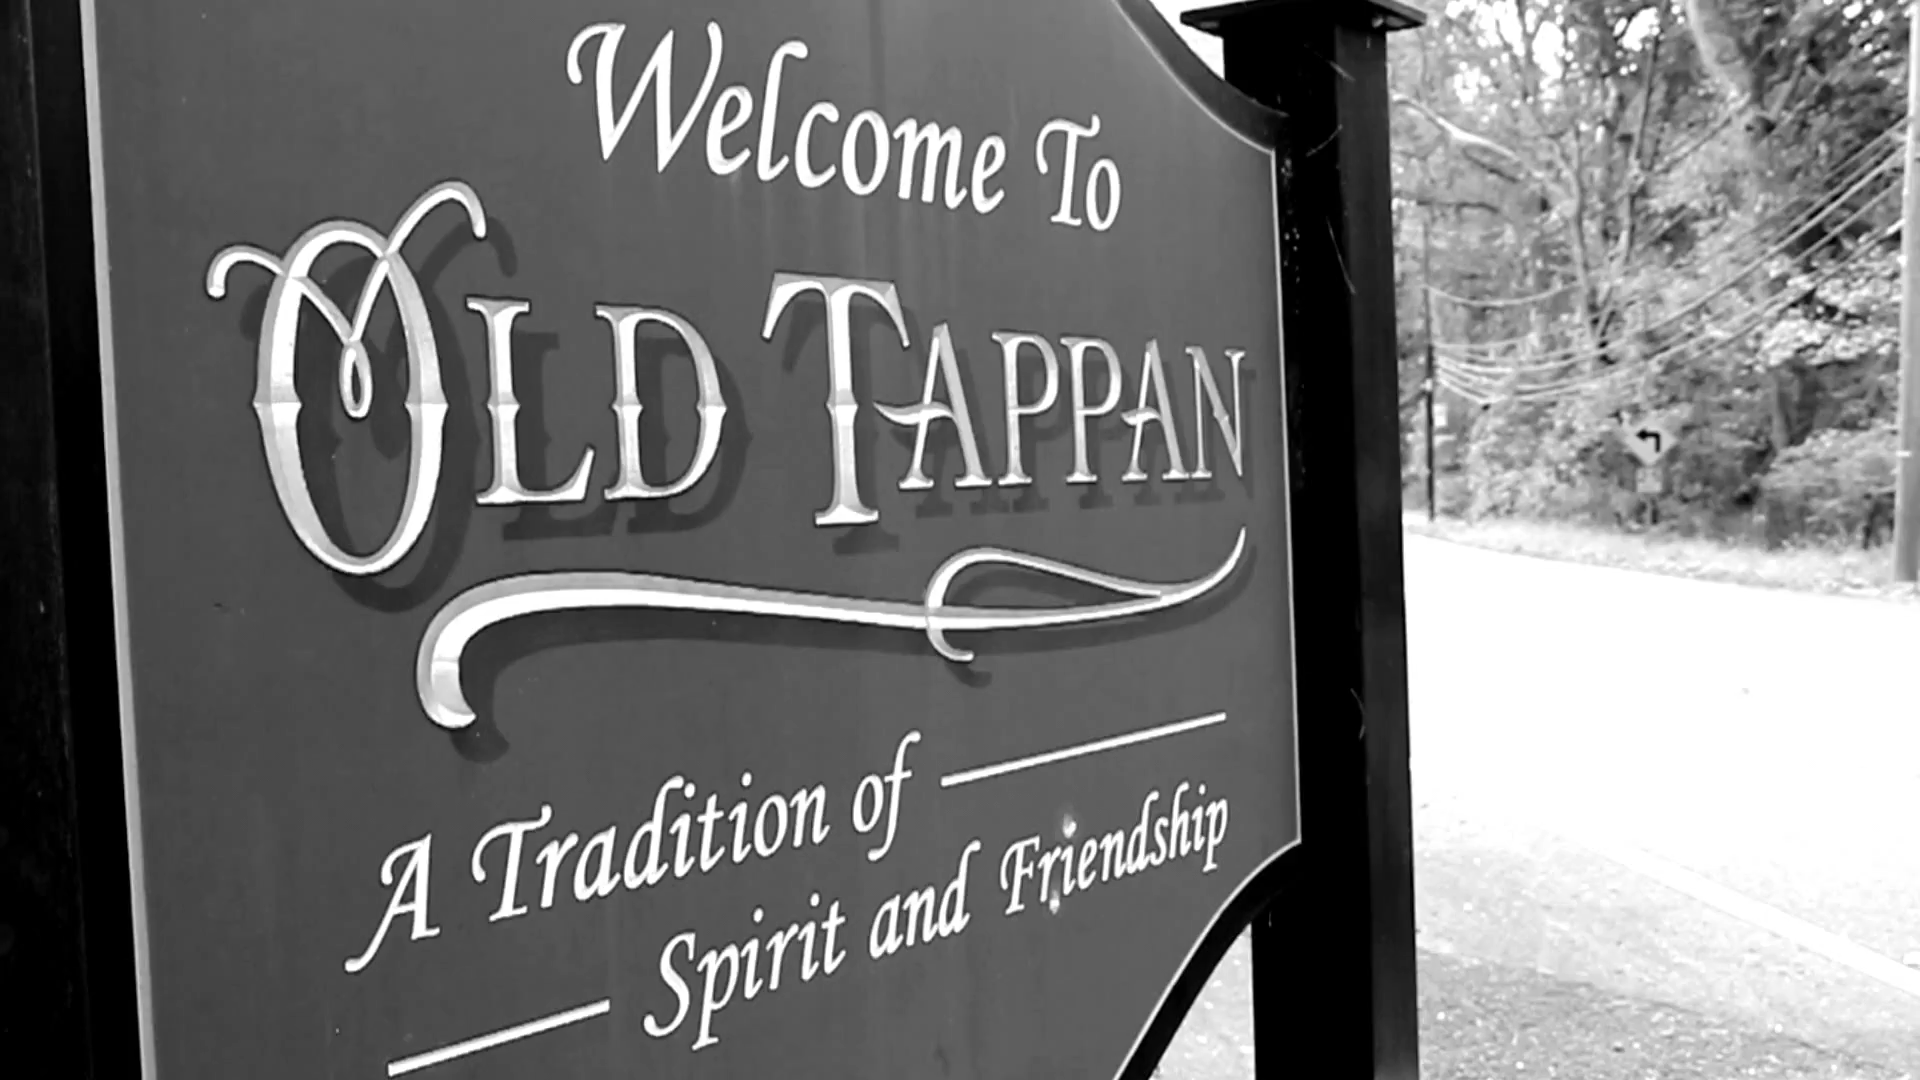 Welcome To
OLD TAPPAN
A Tradition of
Spirit and Friendship